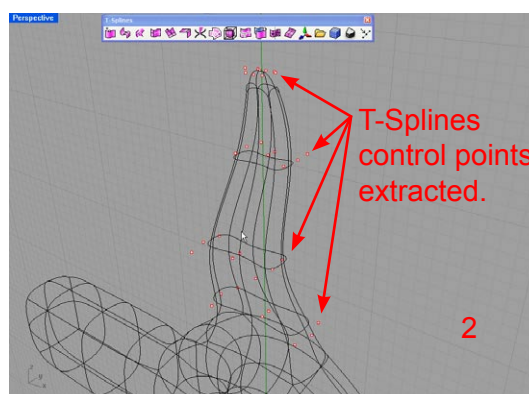 Perspective
T-Splines
T-Splines
control points
extracted.
2